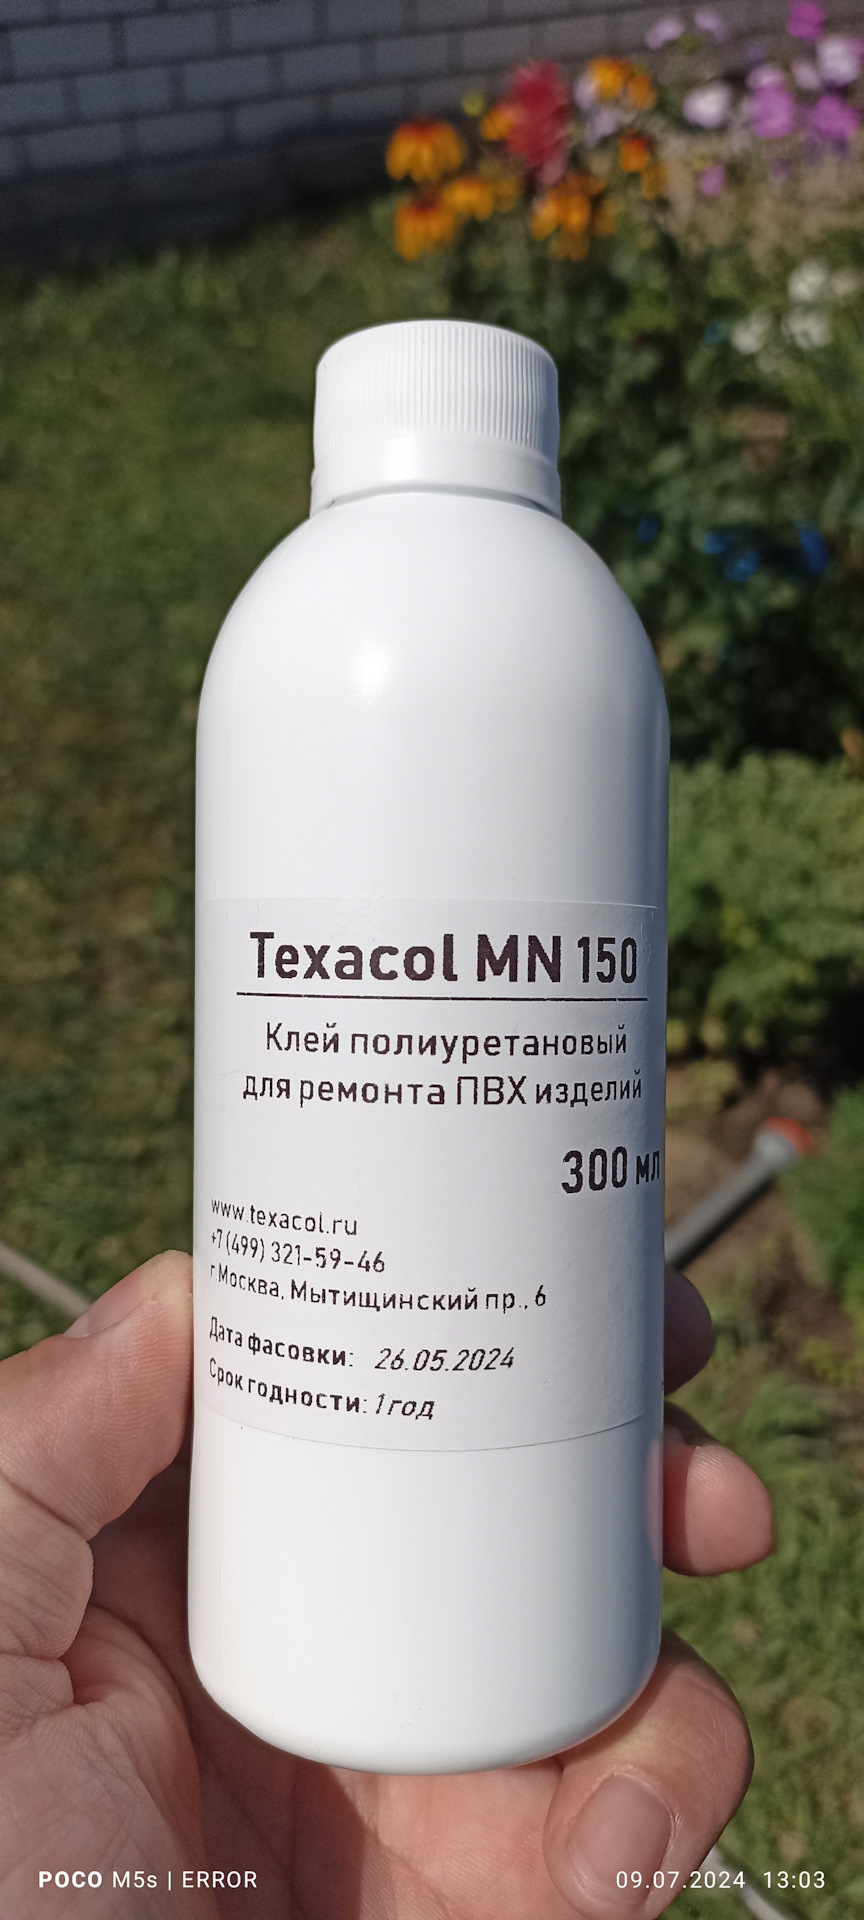 Texacol MN 150
Клей полиуретановый
для ремонта ПВХ изделий
300 мл
www.texacol.ru
+7 (499) 321-59-46
г Москва, Мытищинский пр., 6
Дата фасовки: 26.05.2024
Срок годности: 1 год
POCO M5s | ERROR
09.07.2024 13:03